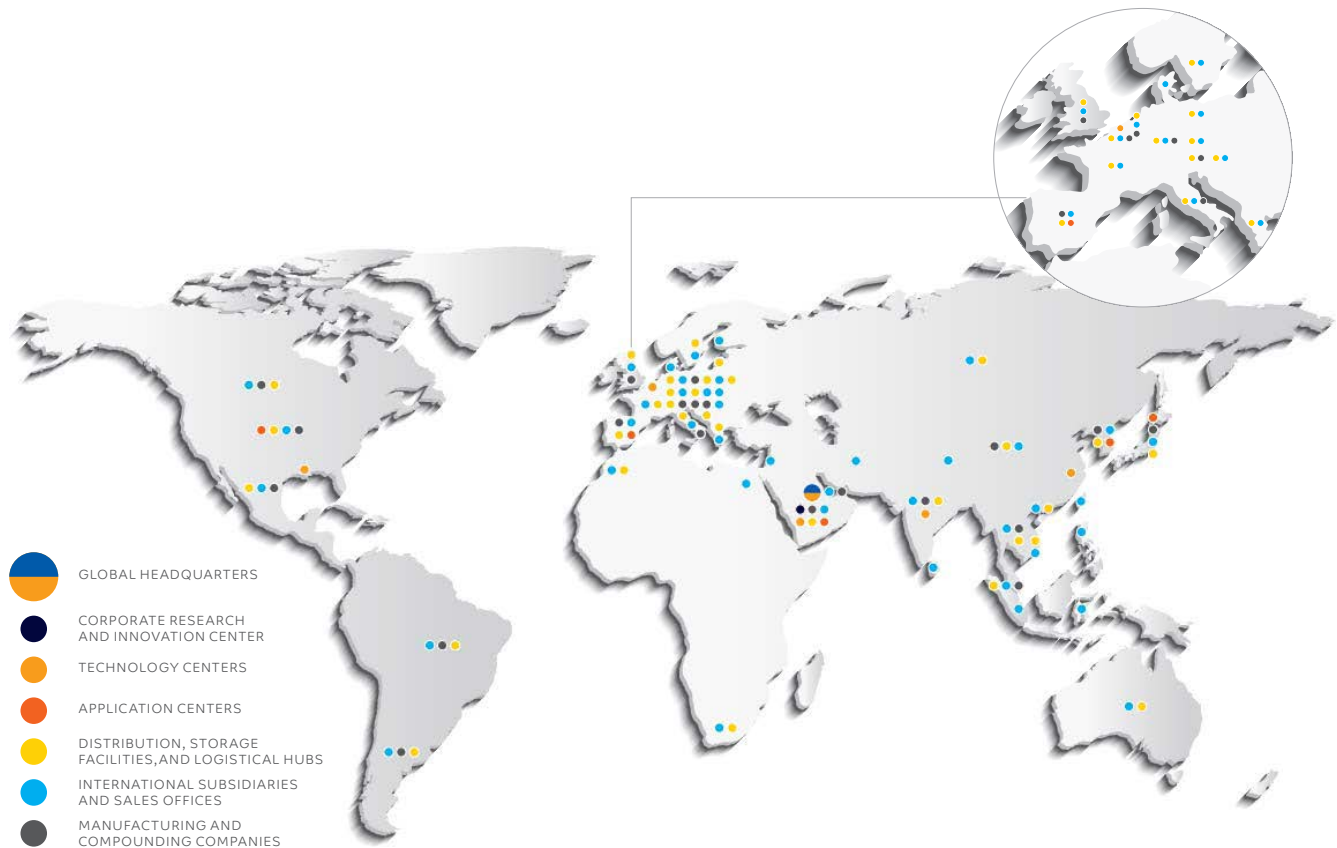 GLOBAL HEADQUARTERS
CORPORATE RESEARCH
AND INNOVATION CENTER
TECHNOLOGY CENTERS
APPLICATION CENTERS
DISTRIBUTION, STORAGE
FACILITIES,AND LOGISTICAL HUBS
INTERNATIONAL SUBSIDIARIES
AND SALES OFFICES
MANUFACTURING AND
COMPOUNDING COMPANIES